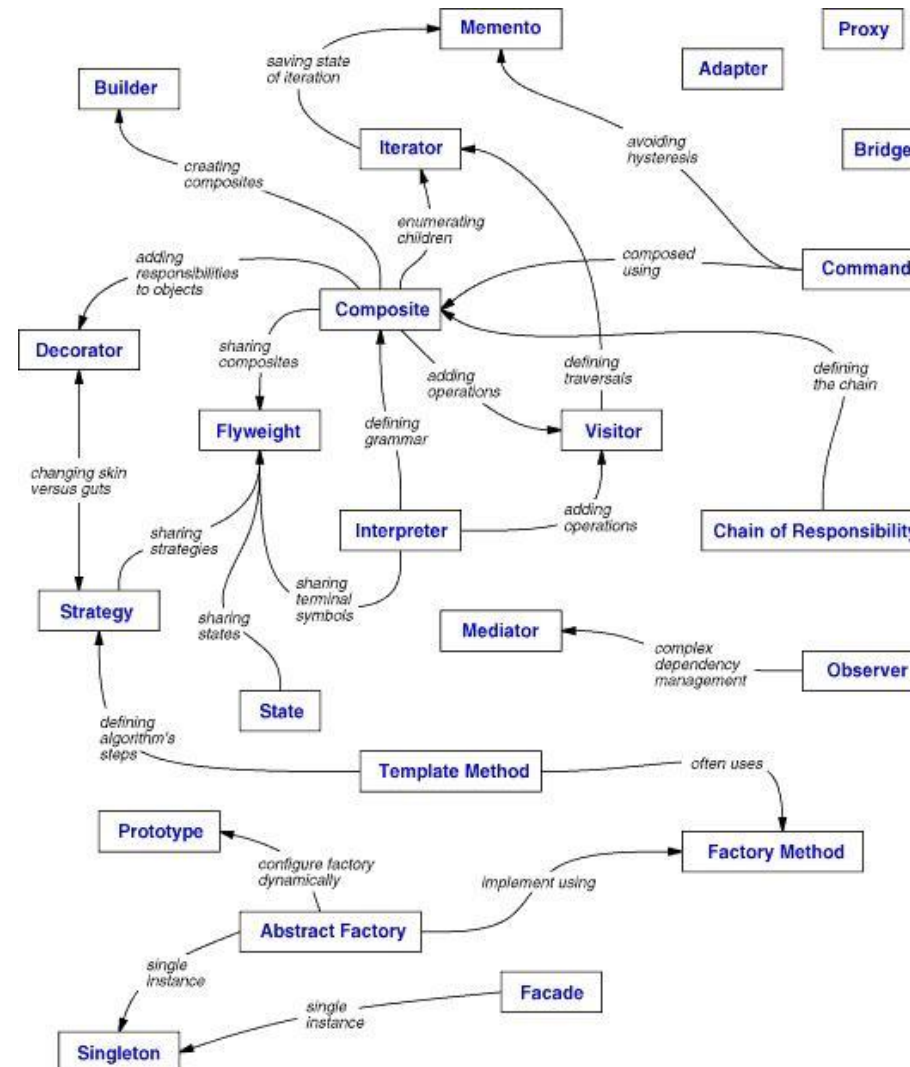 Memento
Proxy
saving state
of iteration
Adapter
Builder
avoiding
hysteresis
Iterator
Bridge
creating
composites
enumerating
children
adding
responsibilities
to objects
composed
using
Command
Composite
Decorator
sharing
composites
adding
operations
defining
traversals
defining
the chain
defining
grammar
Flyweight
Visitor
changing skin
versus guts
adding
operations
sharing
strategies
Interpreter
Chain of Responsibility
sharing
terminal
symbols
Strategy
sharing
states
Mediator
complex
dependency
management
Observer
State
defining
algorithm's
steps
Template Method
often uses
Prototype
Factory Method
configure factory
dynamically
implement using
Abstract Factory
single
instance
Facade
single
instance
Singleton